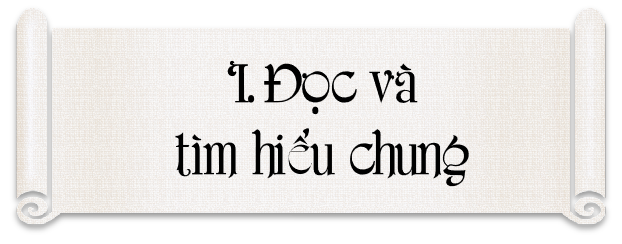 I. Đọc và
tìm hiểu chung